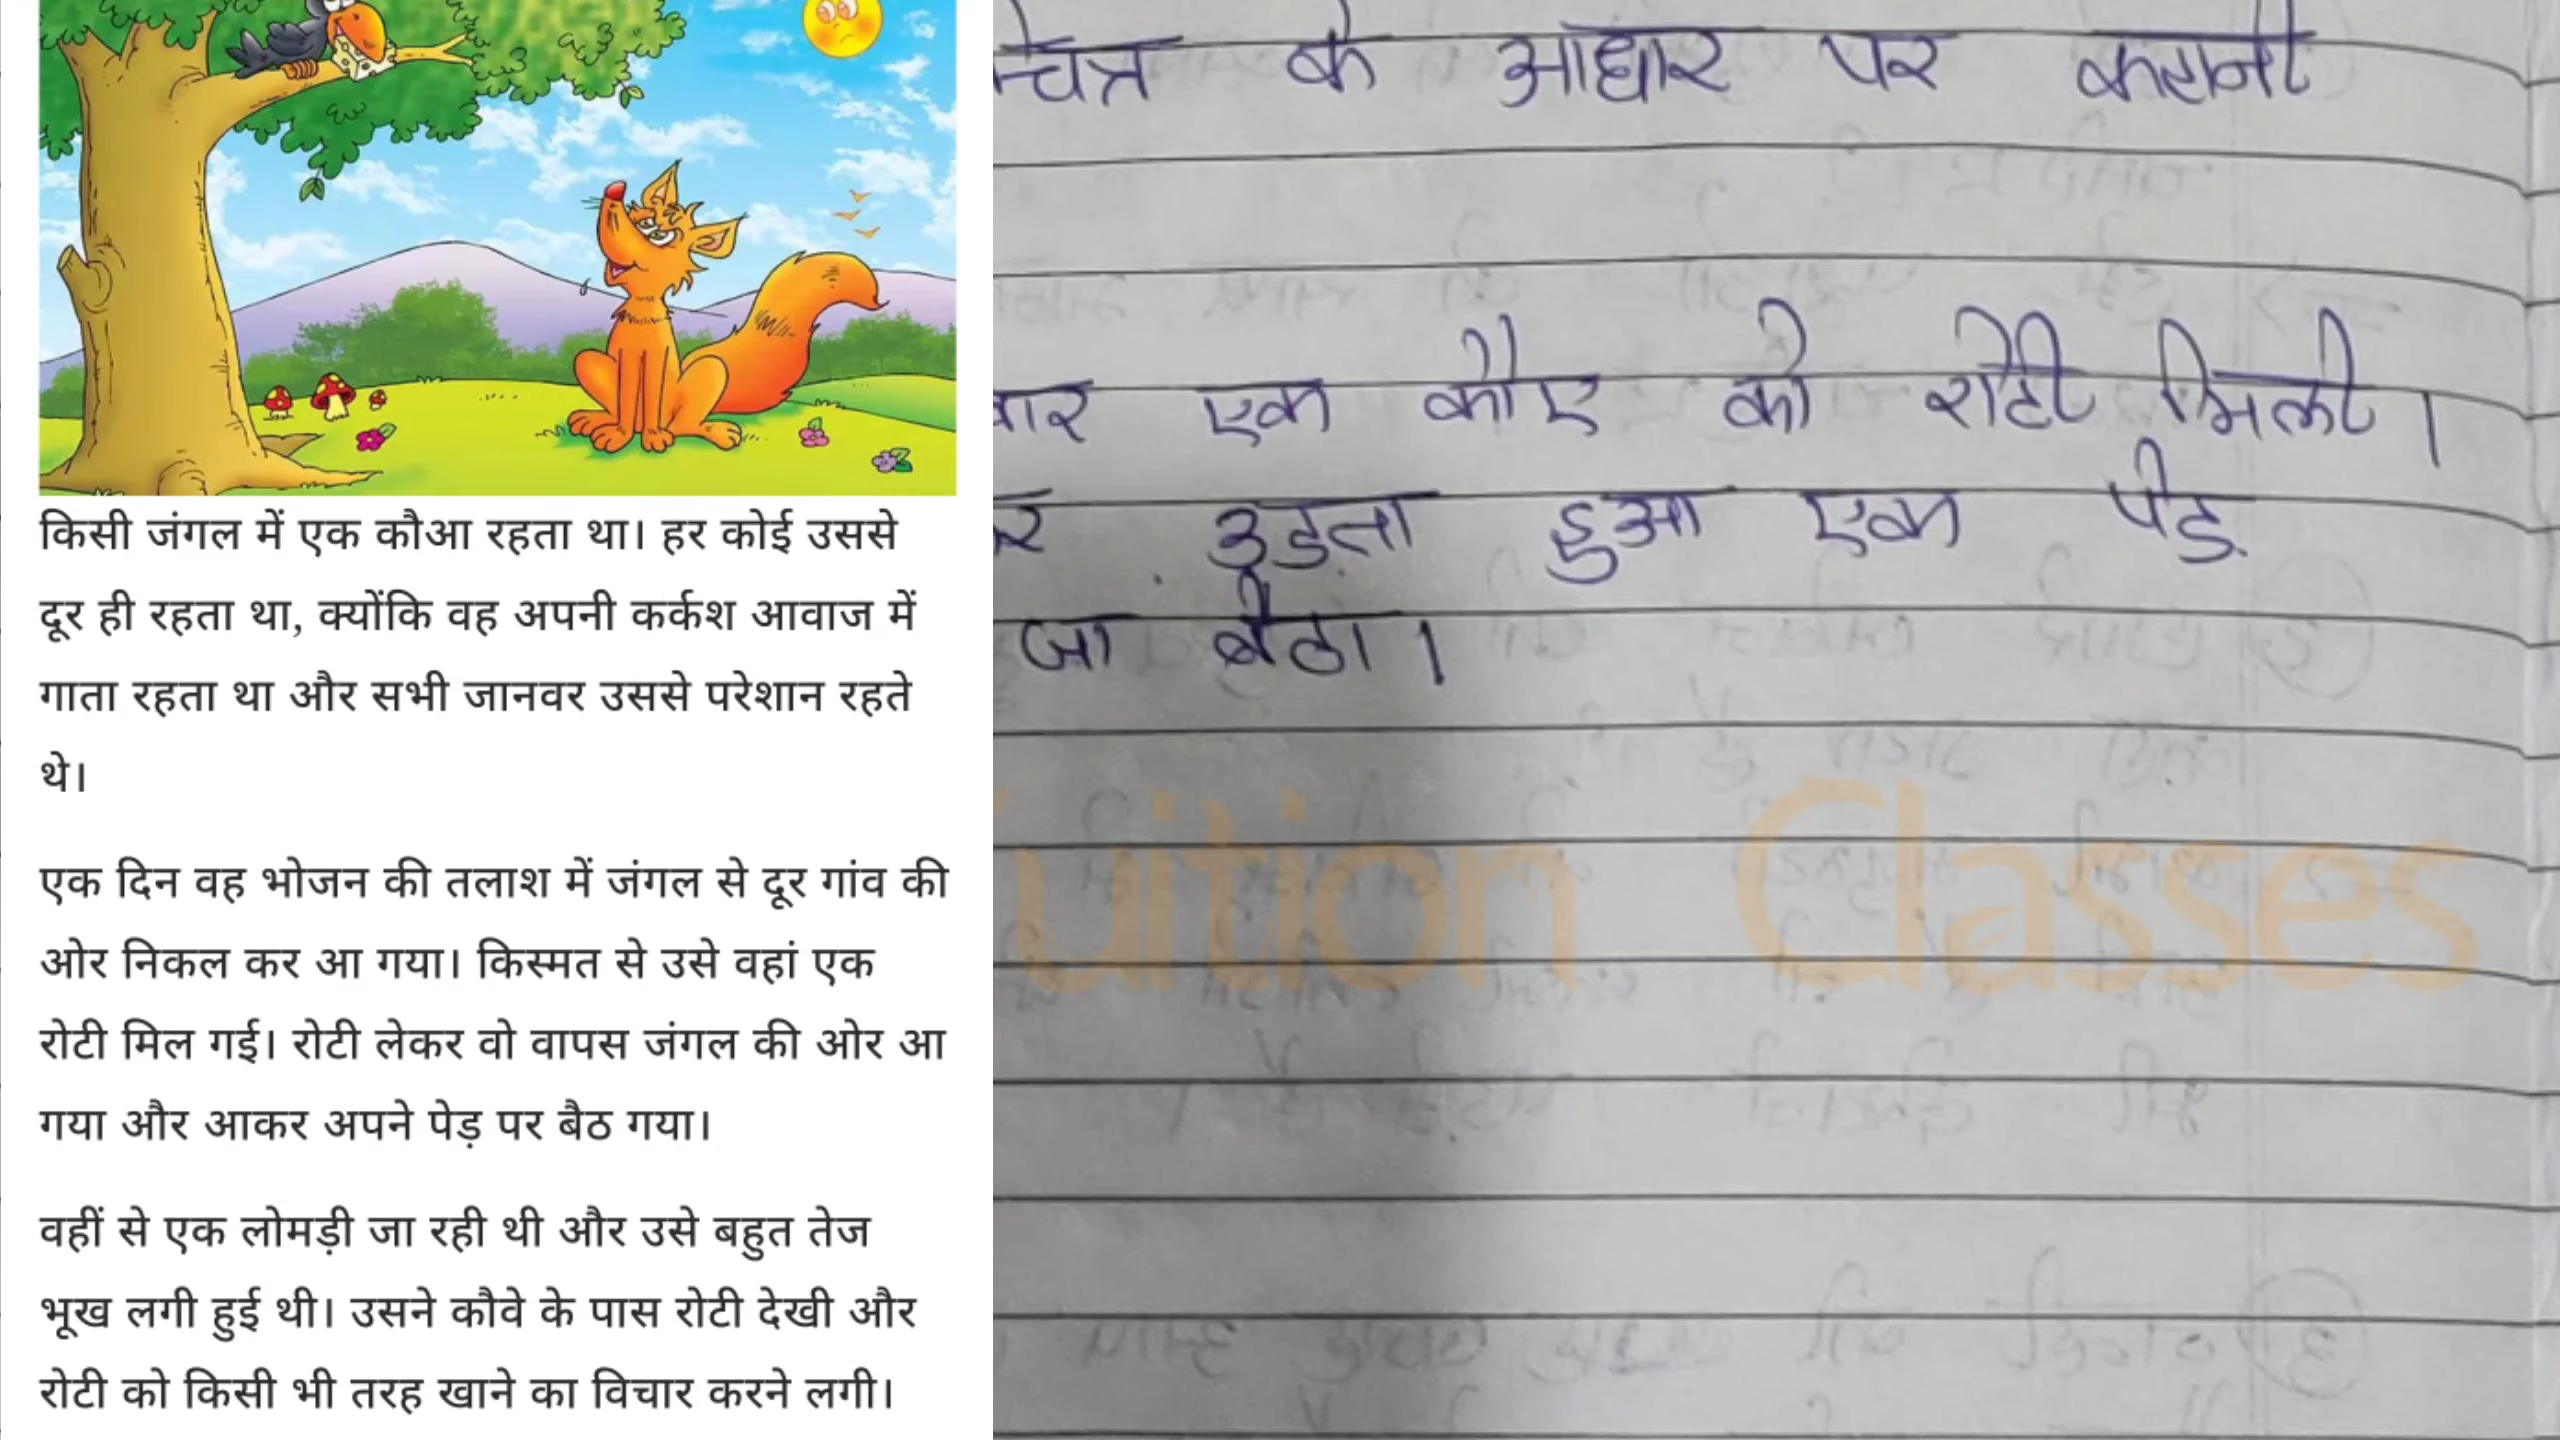 किसी जंगल में एक कौआ रहता था। हर कोई उससे
दूर ही रहता था, क्योंकि वह अपनी कर्कश आवाज में
गाता रहता था और सभी जानवर उससे परेशान रहते
थे।
एक दिन वह भोजन की तलाश में जंगल से दूर गांव की
ओर निकल कर आ गया। किस्मत से उसे वहां एक
रोटी मिल गई। रोटी लेकर वो वापस जंगल की ओर आ
गया और आकर अपने पेड़ पर बैठ गया।
वहीं से एक लोमड़ी जा रही थी और उसे बहुत तेज
भूख लगी हुई थी। उसने कौवे के पास रोटी देखी और
रोटी को किसी भी तरह खाने का विचार करने लगी।
के आधार पर कहानी
एक कौए को रोटी मिली।
उड़ता हुआ एक पेड़
जा बैठा।
uition Classes